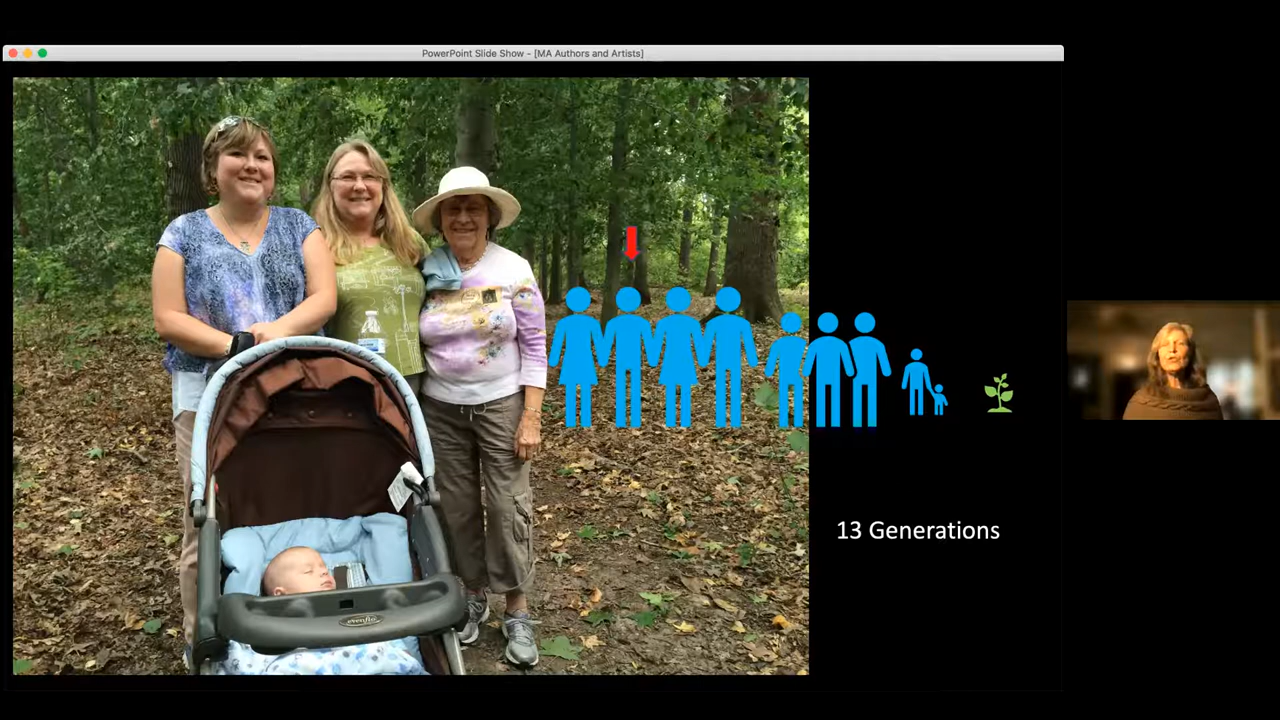 PowerPoint Slide Show - [MA Authors and Artists]
evenflo
13 Generations